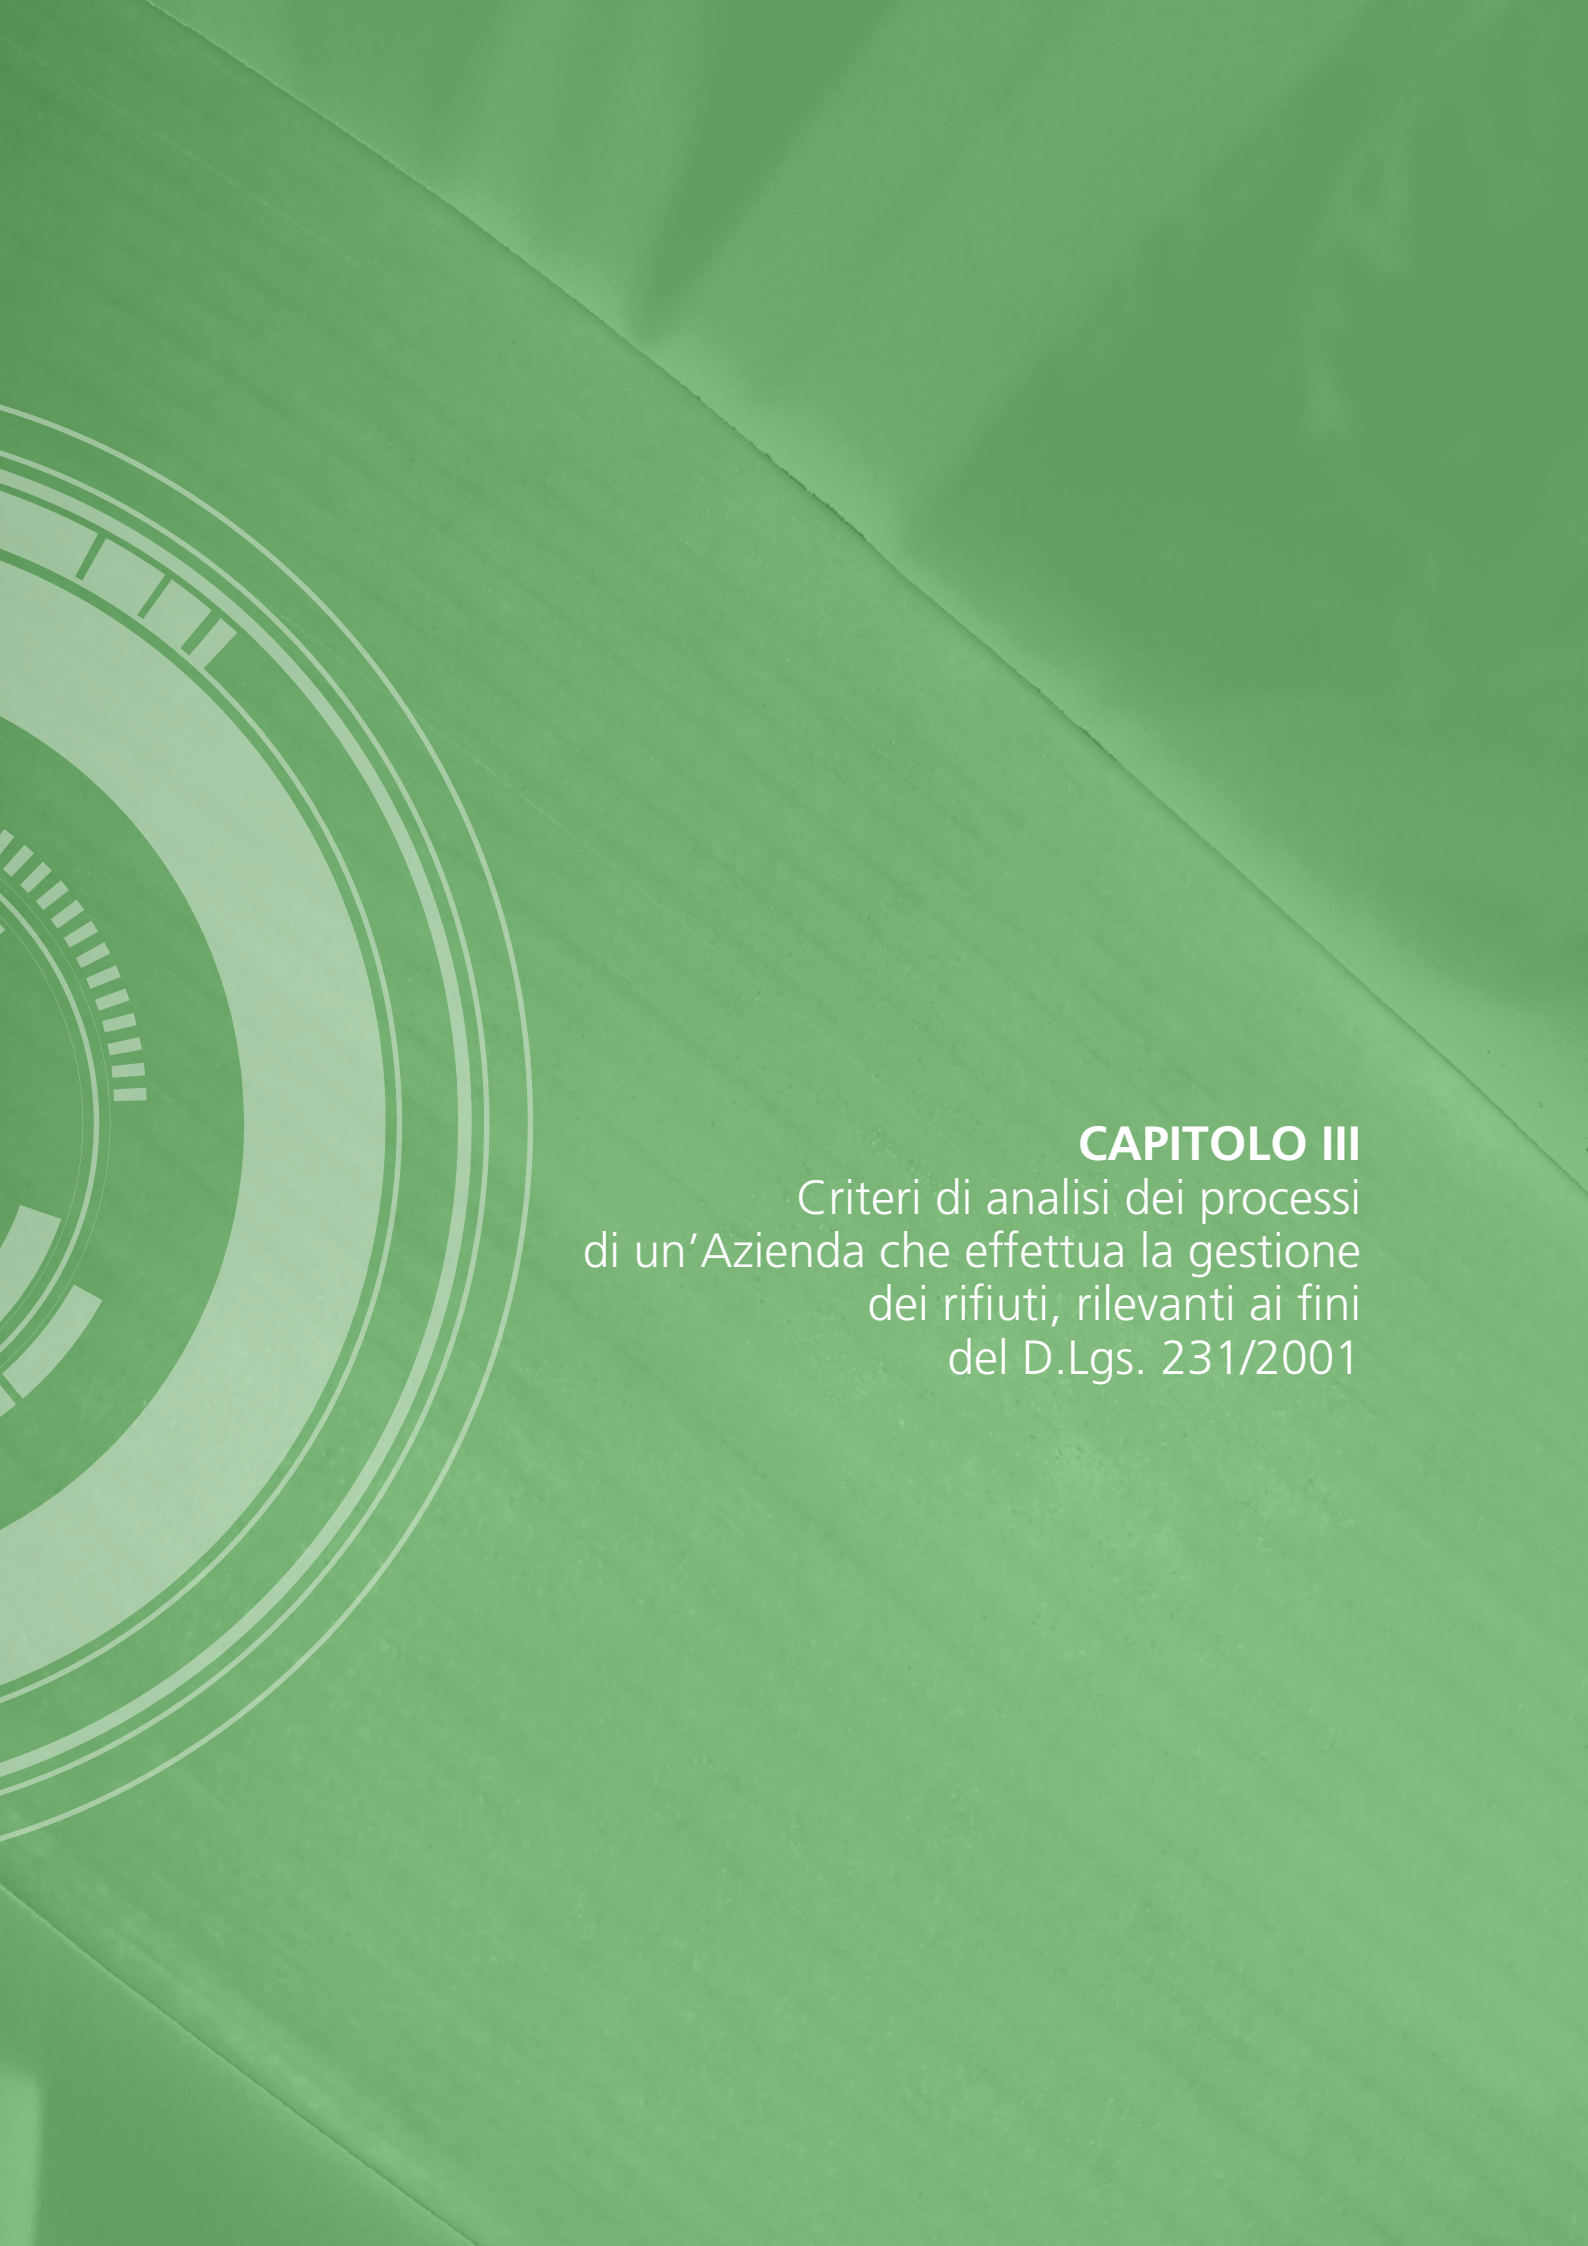 CAPITOLO III
Criteri di analisi dei processi
di un’Azienda che effettua la gestione
dei rifiuti, rilevanti ai fini
del D.Lgs. 231/2001